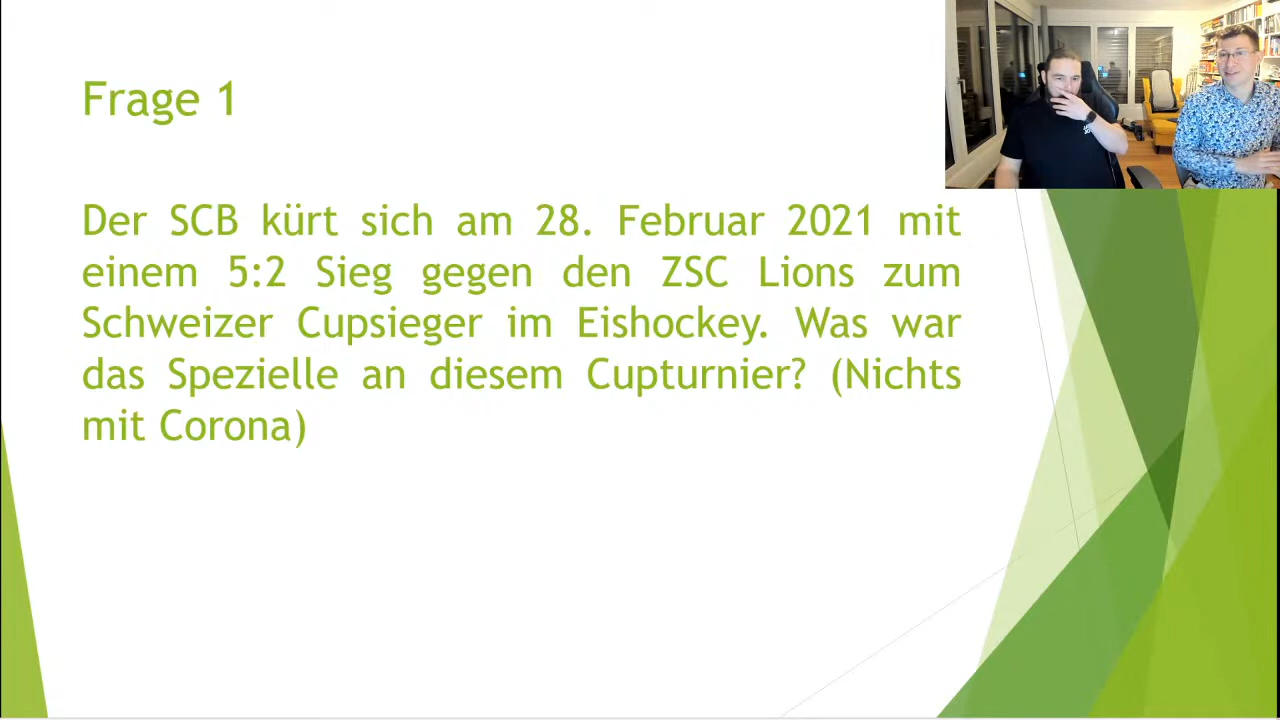 Frage 1
Der SCB kürt sich am 28. Februar 2021 mit
einem 5:2 Sieg gegen den ZSC Lions zum
Schweizer Cupsieger im Eishockey. Was war
das Spezielle an diesem Cupturnier? (Nichts
mit Corona)